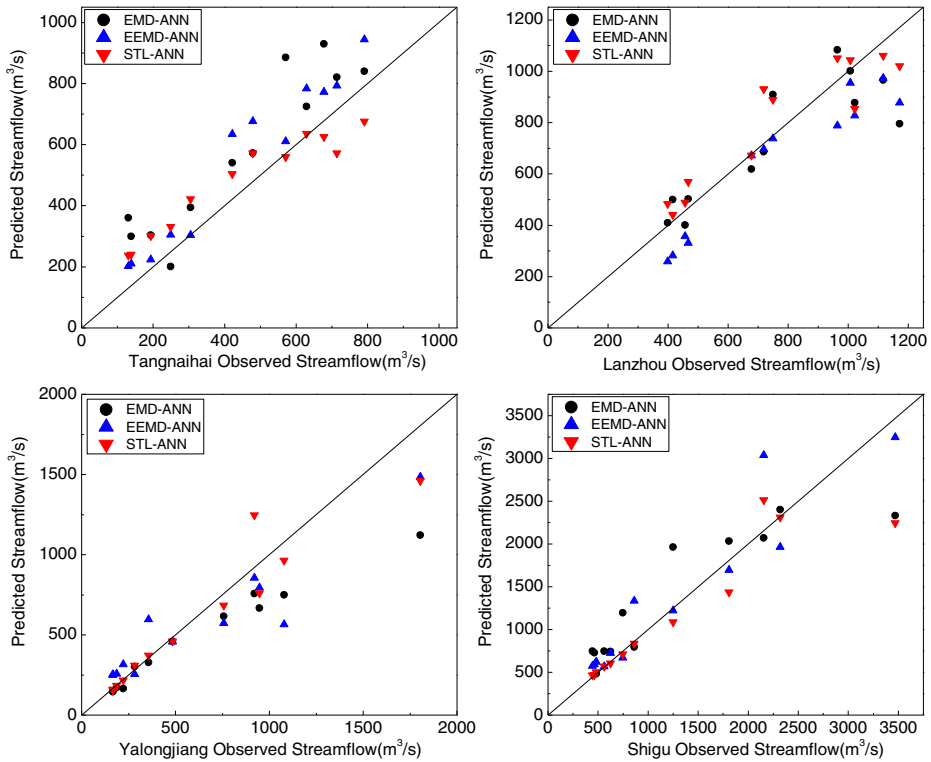 EMD-ANN
EEMD-ANN
STL-ANN
Predicted Streamflow(m³/s)
1000
800
600
400
200
0
0 200 400 600 800 1000
Tangnaihai Observed Streamflow(m³/s)
EMD-ANN
EEMD-ANN
STL-ANN
Predicted Streamflow(m³/s)
1200
1000
800
600
400
200
0
0 200 400 600 800 1000 1200
Lanzhou Observed Streamflow(m³/s)
EMD-ANN
EEMD-ANN
STL-ANN
Predicted Streamflow(m³/s)
2000
1500
1000
500
0
0 500 1000 1500 2000
Yalongjiang Observed Streamflow(m³/s)
EMD-ANN
EEMD-ANN
STL-ANN
Predicted Streamflow(m³/s)
3500
3000
2500
2000
1500
1000
500
0
0 500 1000 1500 2000 2500 3000 3500
Shigu Observed Streamflow(m³/s)